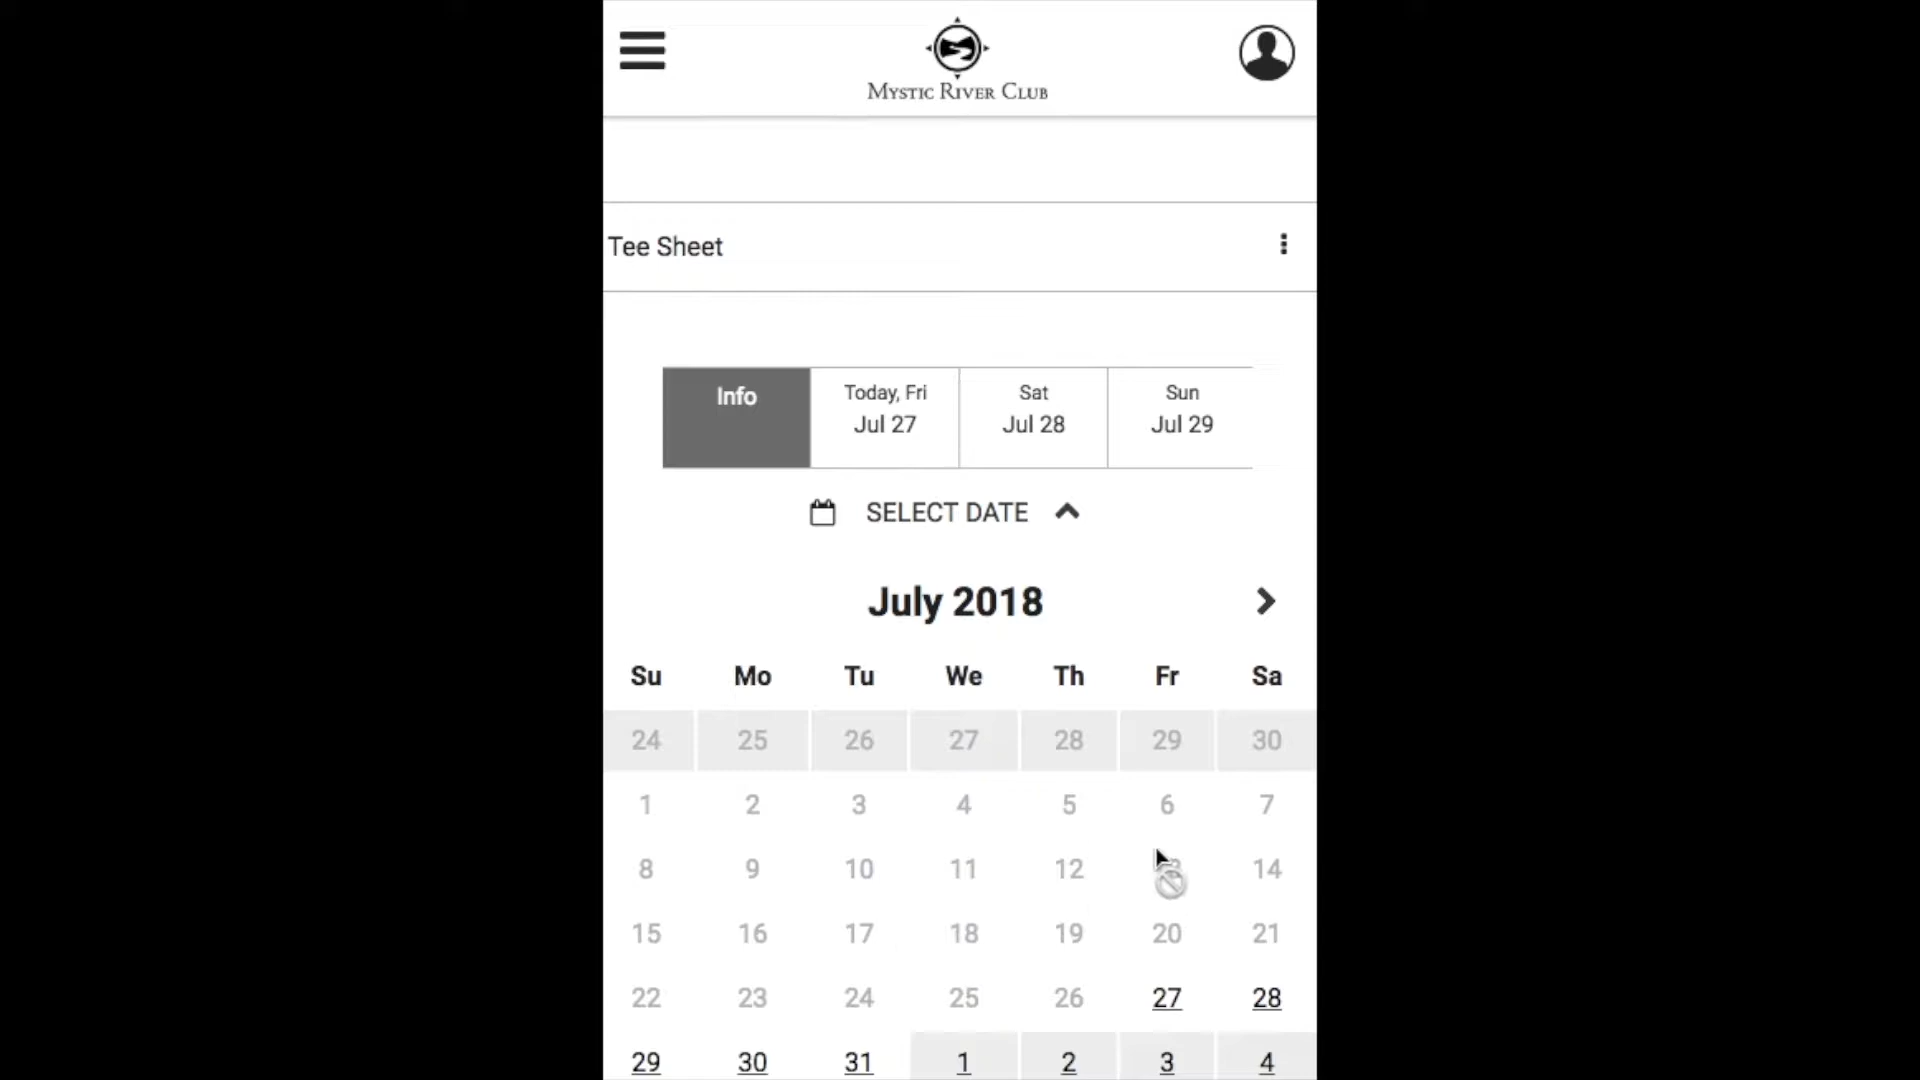 MYSTIC RIVER CLUB
Tee Sheet
Info
Today, Fri
Jul 27
Sat
Jul 28
Sun
Jul 29
SELECT DATE
July 2018
Su Mo Tu We Th Fr Sa
24 25 26 27 28 29 30
1 2 3 4 5 6 7
8 9 10 11 12 14
15 16 17 18 19 20 21
22 23 24 25 26 27 28
29 30 31 1 2 3 4